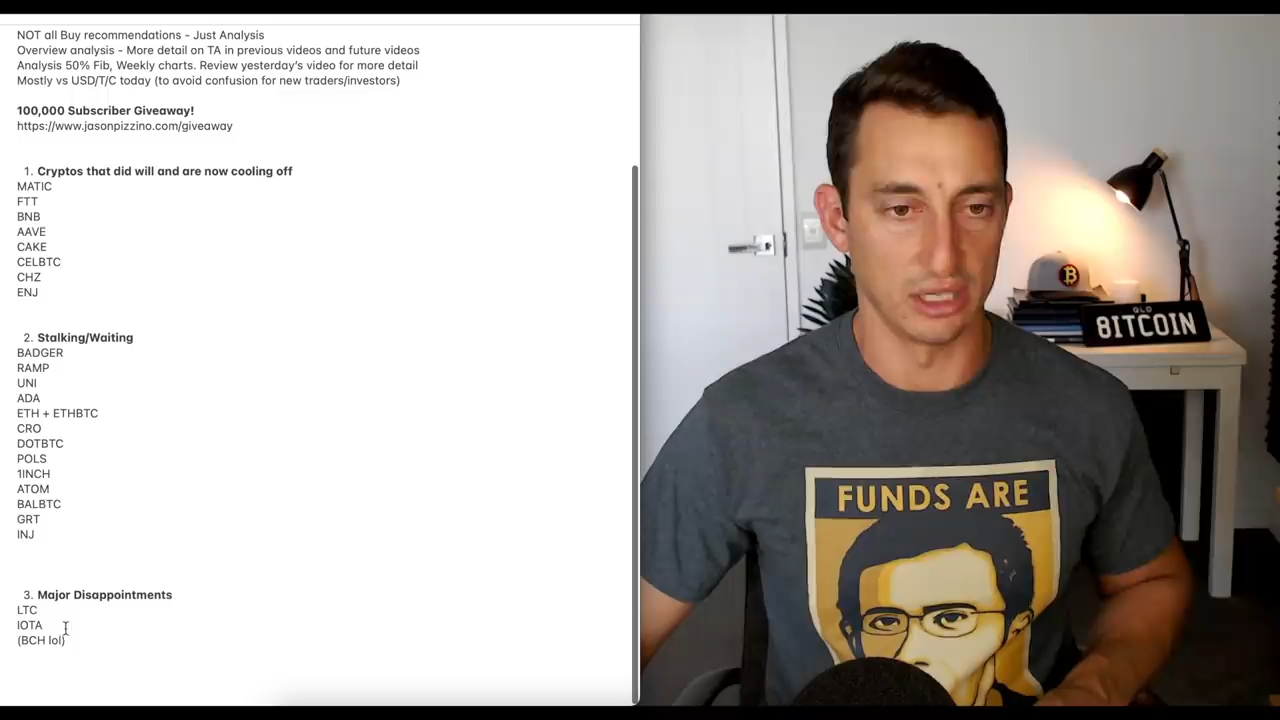 NOT all Buy recommendations - Just Analysis
Overview analysis - More detail on TA in previous videos and future videos
Analysis 50% Fib, Weekly charts. Review yesterday's video for more detail
Mostly vs USD/T/C today (to avoid confusion for new traders/investors)
100,000 Subscriber Giveaway!
https://www.jasonpizzino.com/giveaway
1. Cryptos that did will and are now cooling off
MATIC
FTT
BNB
AAVE
CAKE
CELBTC
CHZ
ENJ
2. Stalking/Waiting
BADGER
RAMP
UNI
ADA
ETH + ETHBTC
CRO
DOTBTC
POLS
1INCH
ATOM
BALBTC
GRT
INJ
3. Major Disappointments
LTC
IOTA
(BCH lol)
QLD
8ITCOIN
FUNDS ARE